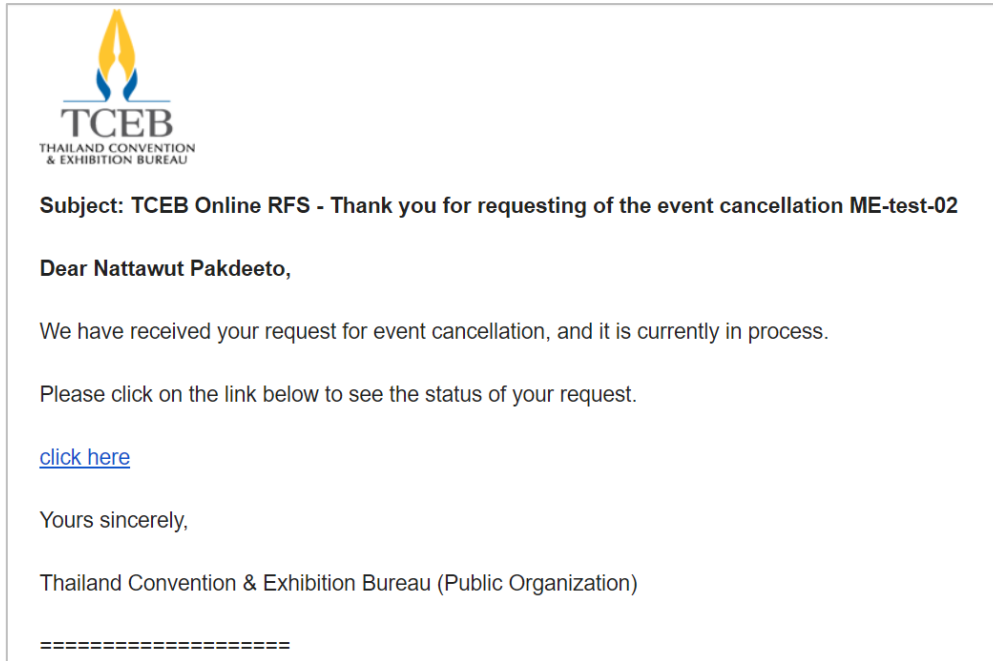 TCEB
THAILAND CONVENTION
& EXHIBITION BUREAU
Subject: TCEB Online RFS - Thank you for requesting of the event cancellation ME-test-02
Dear Nattawut Pakdeeto,
We have received your request for event cancellation, and it is currently in process.
Please click on the link below to see the status of your request.
click here
Yours sincerely,
Thailand Convention & Exhibition Bureau (Public Organization)
====================